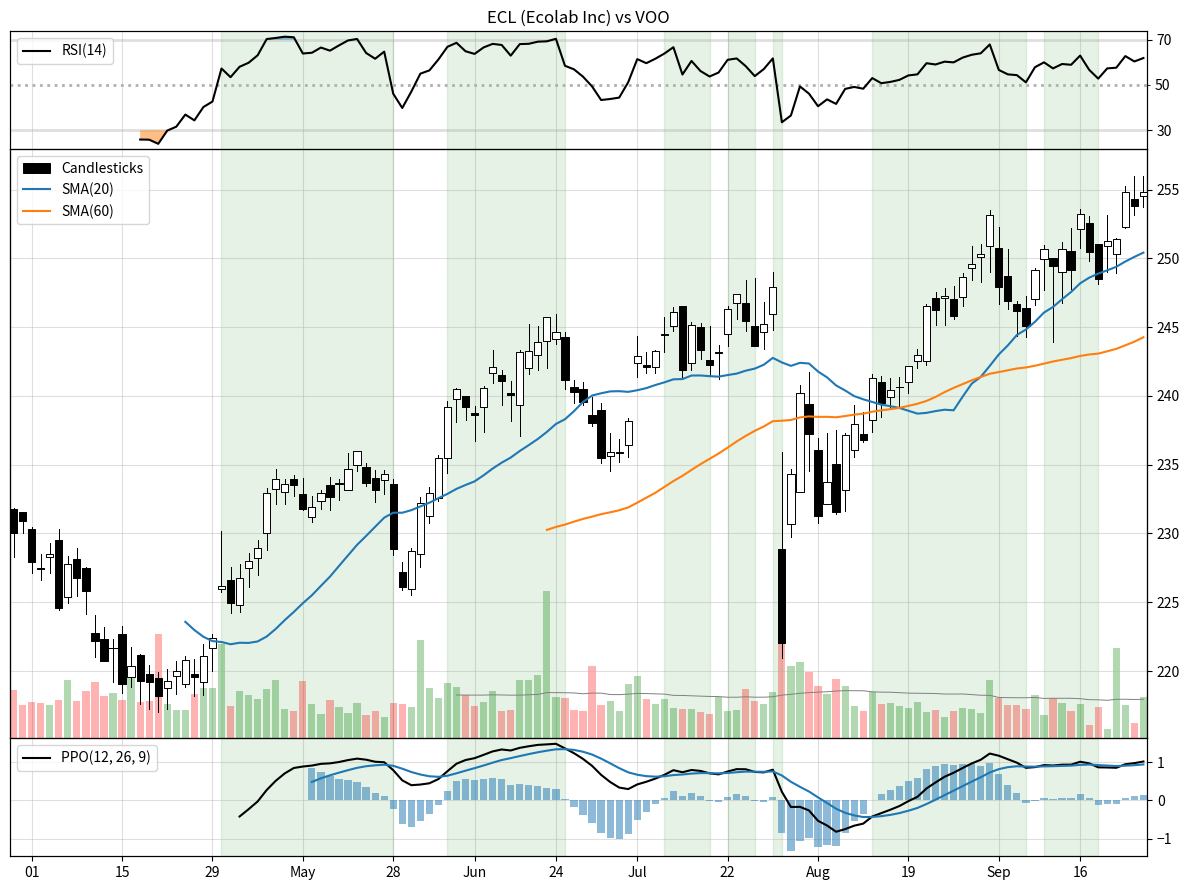 ECL (Ecolab Inc) vs VOO
RSI(14)
70
50
30
Candlesticks
SMA(20)
SMA(60)
255
250
245
240
235
230
225
220
PPO(12, 26, 9)
1
0
−1
01 15 29 May 28 Jun 24 Jul 22 Aug 19 Sep 16